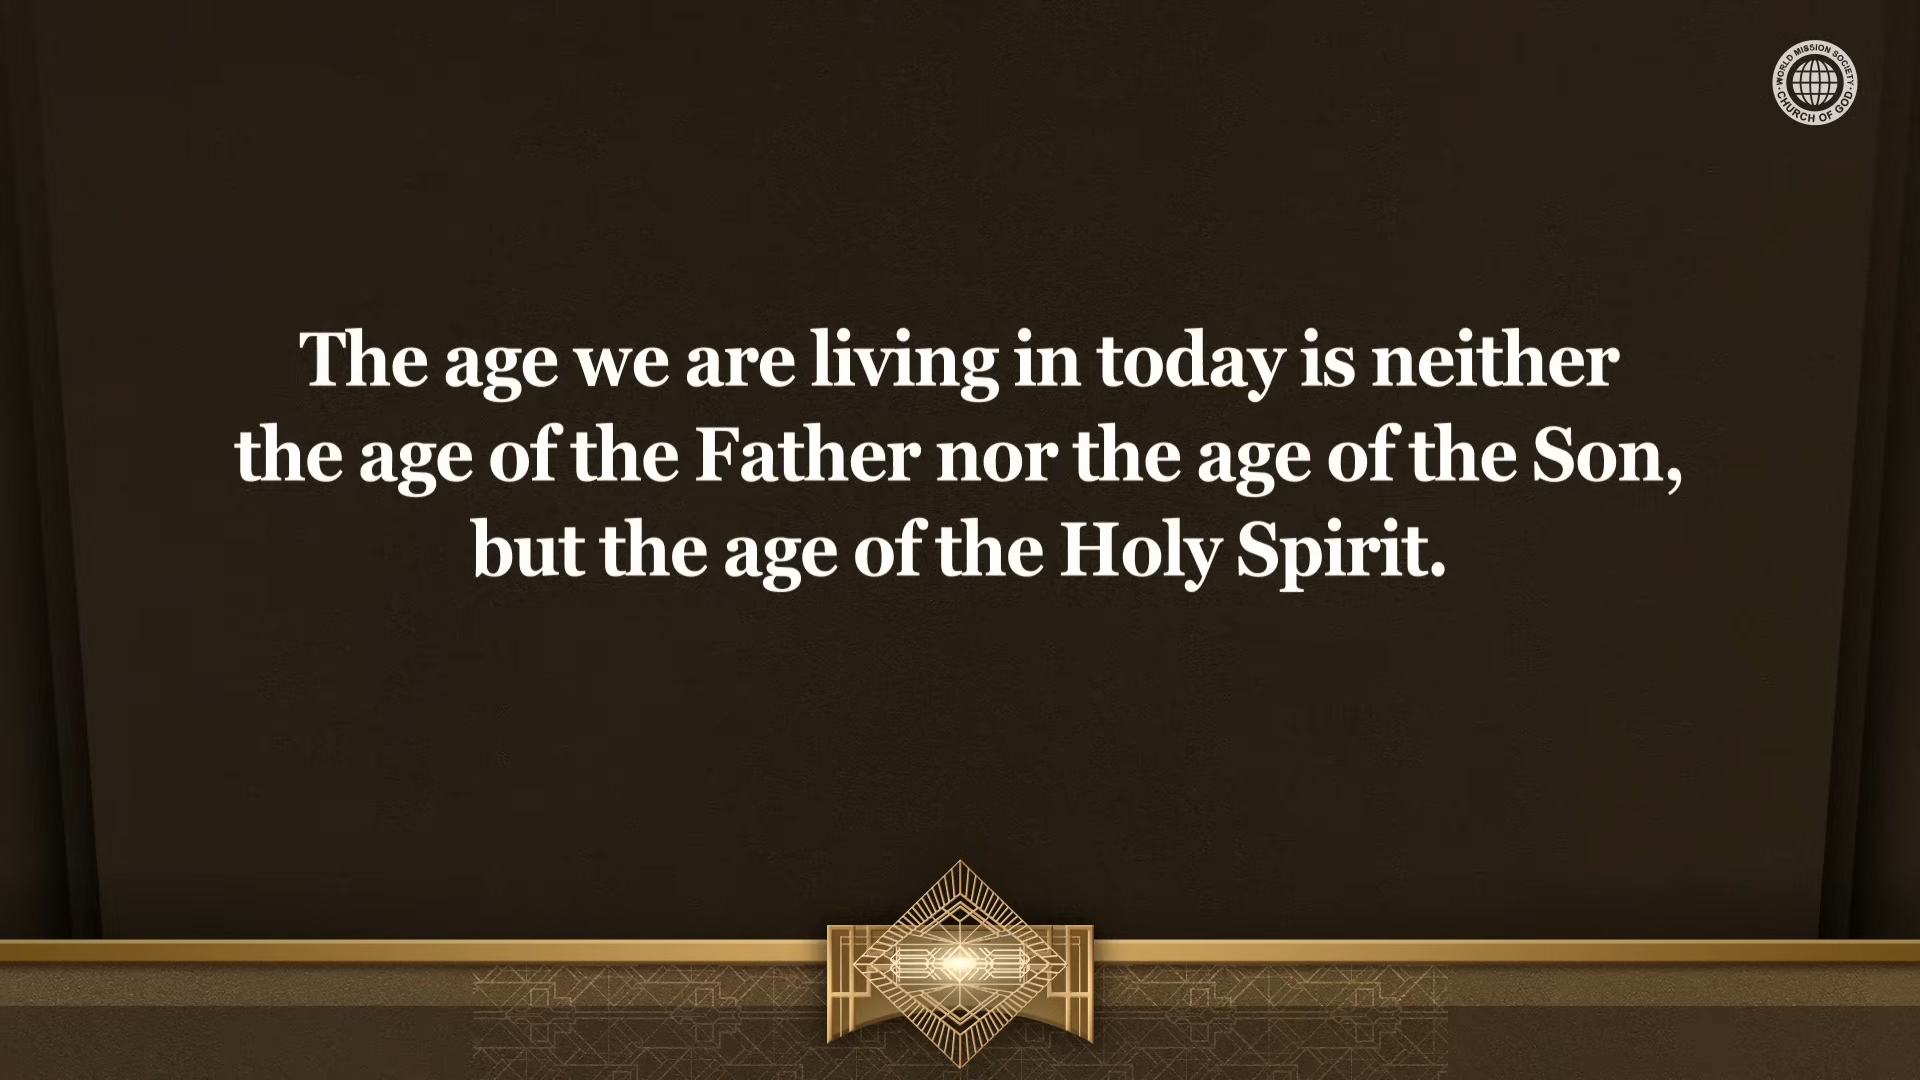 WORLD MISSION SOCIETY
CHURCH OF GOD
The age we are living in today is neither
the age of the Father nor the age of the Son,
but the age of the Holy Spirit.